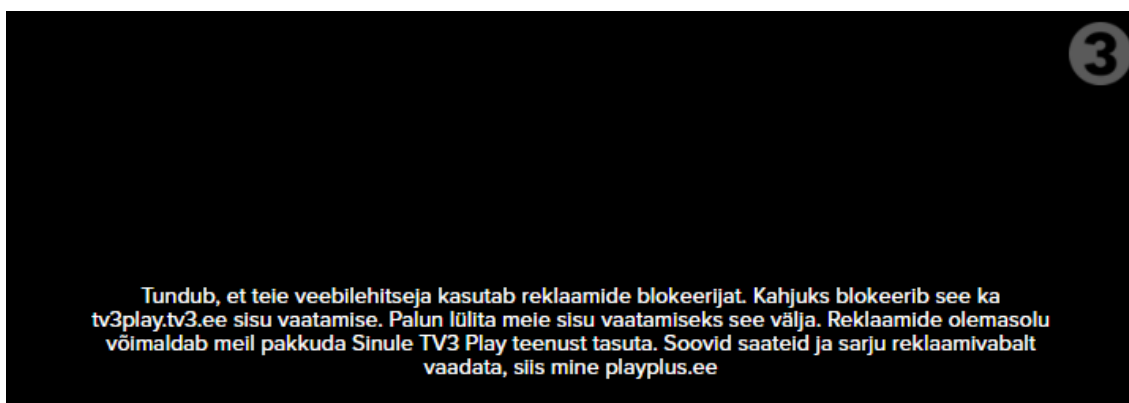 3
Tundub, et teie veebilehitseja kasutab reklaamide blokeerijat. Kahjuks blokeerib see ka
tv3play.tv3.ee sisu vaatamise. Palun lülita meie sisu vaatamiseks see välja. Reklaamide olemasolu
võimaldab meil pakkuda Sinule TV3 Play teenust tasuta. Soovid saateid ja sarju reklaamivabalt
vaadata, siis mine playplus.ee